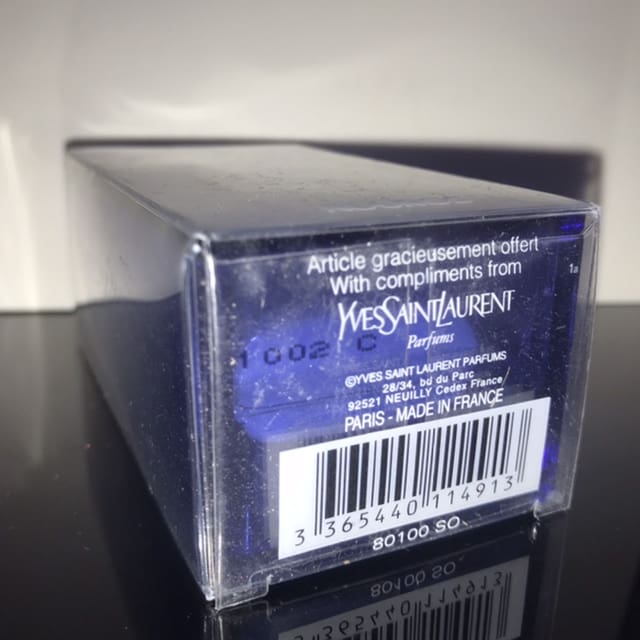 Article gracieusement offert
With compliments from
YVESSAINTLAURENT
Parfums
1a
1002 C
©YVES SAINT LAURENT PARFUMS
28/34, bd du Parc
92521 NEUILLY Cedex France
PARIS - MADE IN FRANCE
3 365440 114913
80100 SO